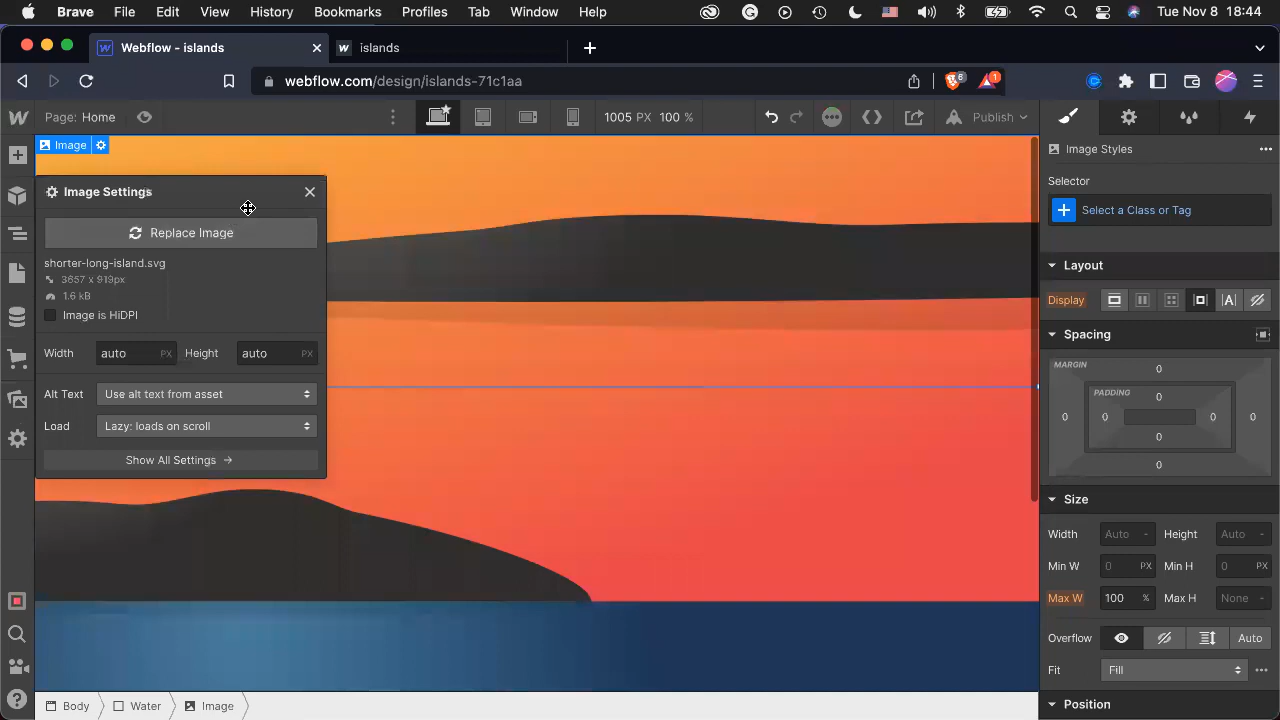 Brave File Edit View History Bookmarks Profiles Tab Window Help Tue Nov 8 18:44
Webflow - islands islands
webflow.com/design/islands-71c1aa 6 1
Page: Home 1005 PX 100 % Publish
Image
Image Settings
Replace Image
shorter-long-island.svg
3657 x 919px
1.6 kB
Image is HiDPI
Width auto PX Height auto PX
Alt Text Use alt text from asset
Load Lazy: loads on scroll
Show All Settings
Image Styles
Selector
Select a Class or Tag
Layout
Display
Spacing
MARGIN 0
PADDING 0
0 0 0 0
0
0
Size
Width Auto - Height Auto -
Min W 0 PX Min H 0 PX
Max W 100 % Max H None -
Overflow Auto
Fit Fill
Position
Body Water Image